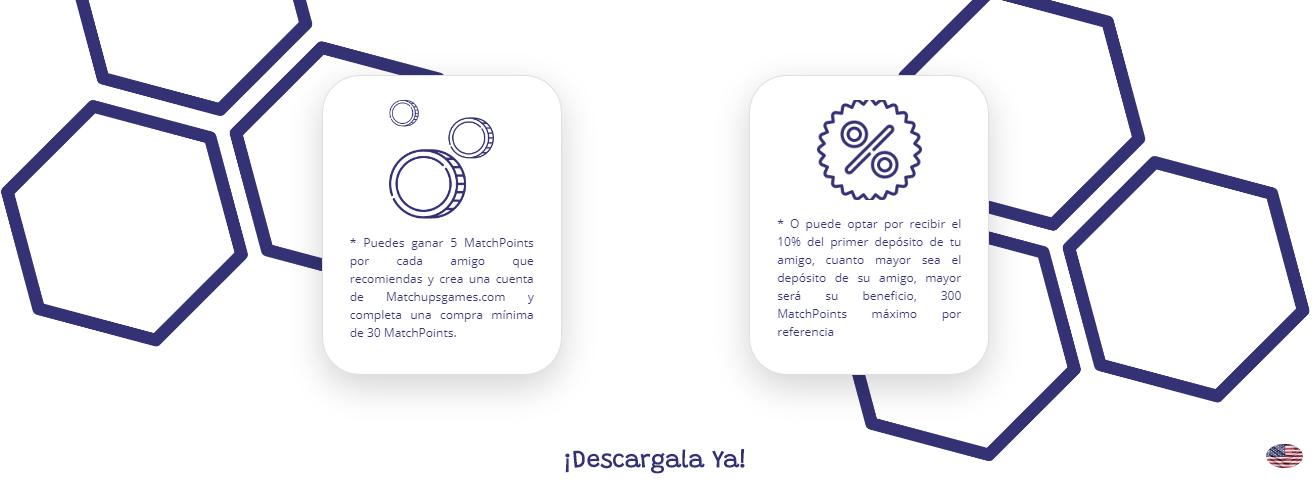 * Puedes ganar 5 MatchPoints
por cada amigo que
recomiendas y crea una cuenta
de Matchupsgames.com y
completa una compra mínima
de 30 MatchPoints.
* O puede optar por recibir el
10% del primer depósito de tu
amigo, cuanto mayor sea el
depósito de su amigo, mayor
será su beneficio, 300
MatchPoints máximo por
referencia
¡Descargala Ya!